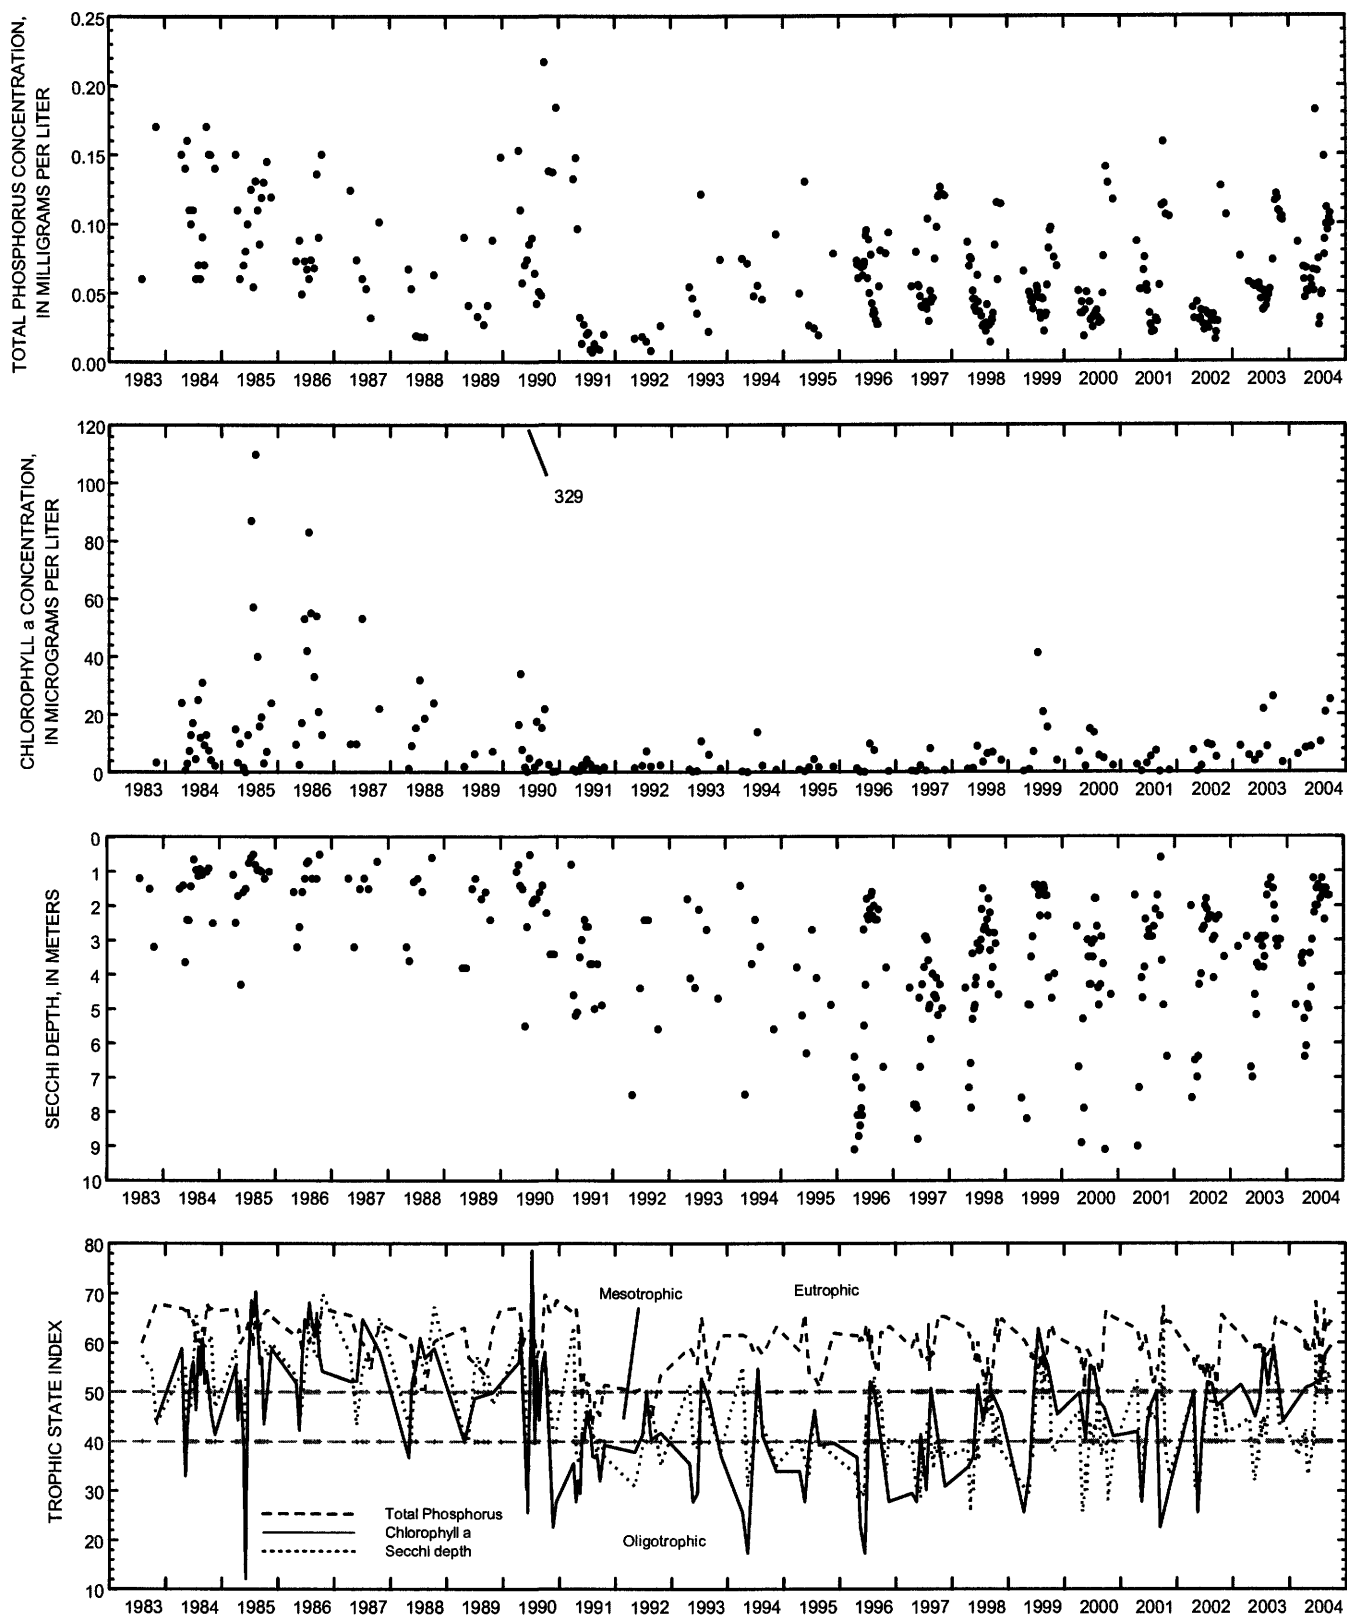 TOTAL PHOSPHORUS CONCENTRATION,
IN MILLIGRAMS PER LITER
0.25
0.20
0.15
0.10
0.05
0.00
1983 1984 1985 1986 1987 1988 1989 1990 1991 1992 1993 1994 1995 1996 1997 1998 1999 2000 2001 2002 2003 2004
CHLOROPHYLL a CONCENTRATION,
IN MICROGRAMS PER LITER
120
100
80
60
40
20
0
329
1983 1984 1985 1986 1987 1988 1989 1990 1991 1992 1993 1994 1995 1996 1997 1998 1999 2000 2001 2002 2003 2004
SECCHI DEPTH, IN METERS
0
1
2
3
4
5
6
7
8
9
10
1983 1984 1985 1986 1987 1988 1989 1990 1991 1992 1993 1994 1995 1996 1997 1998 1999 2000 2001 2002 2003 2004
TROPHIC STATE INDEX
80
70
60
50
40
30
20
10
Mesotrophic
Eutrophic
Oligotrophic
Total Phosphorus
Chlorophyll a
Secchi depth
1983 1984 1985 1986 1987 1988 1989 1990 1991 1992 1993 1994 1995 1996 1997 1998 1999 2000 2001 2002 2003 2004